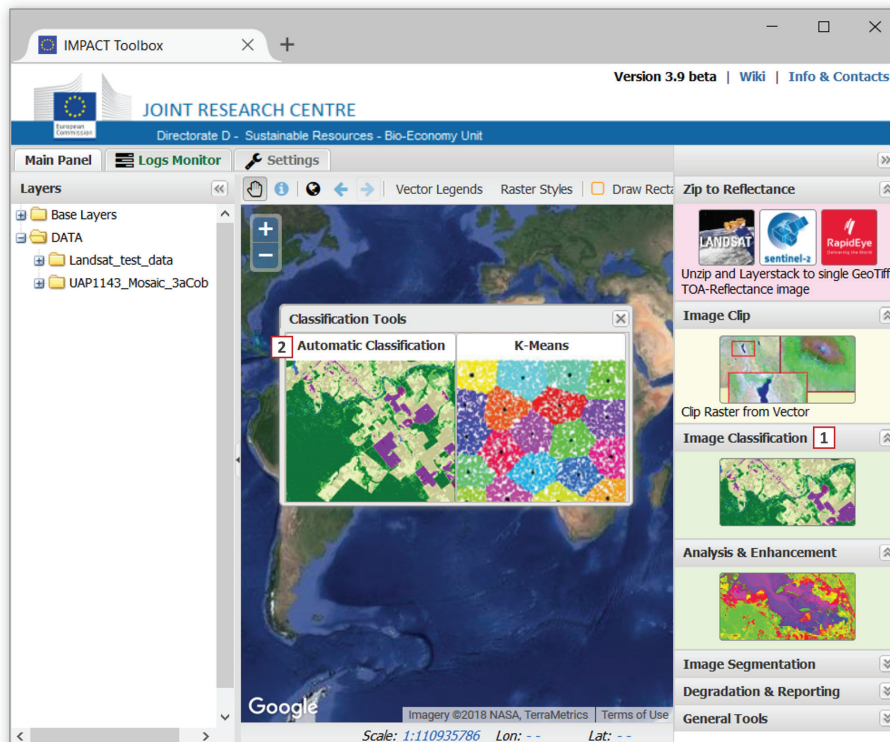 IMPACT Toolbox
Version 3.9 beta | Wiki | Info & Contacts
European
Commission
JOINT RESEARCH CENTRE
Directorate D - Sustainable Resources - Bio-Economy Unit
Main Panel
Logs Monitor
Settings
Layers
Base Layers
DATA
Landsat_test_data
UAP1143_Mosaic_3aCob
Vector Legends
Raster Styles
Draw Recta
Classification Tools
2
Automatic Classification
K-Means
Google
Imagery ©2018 NASA, TerraMetrics
Terms of Use
Scale: 1:110935786 Lon: - - Lat: - -
Zip to Reflectance
LANDSAT
sentinel-2
RapidEye
Unzip and Layerstack to single GeoTiff
TOA-Reflectance image
Image Clip
Clip Raster from Vector
Image Classification
1
Analysis & Enhancement
Image Segmentation
Degradation & Reporting
General Tools